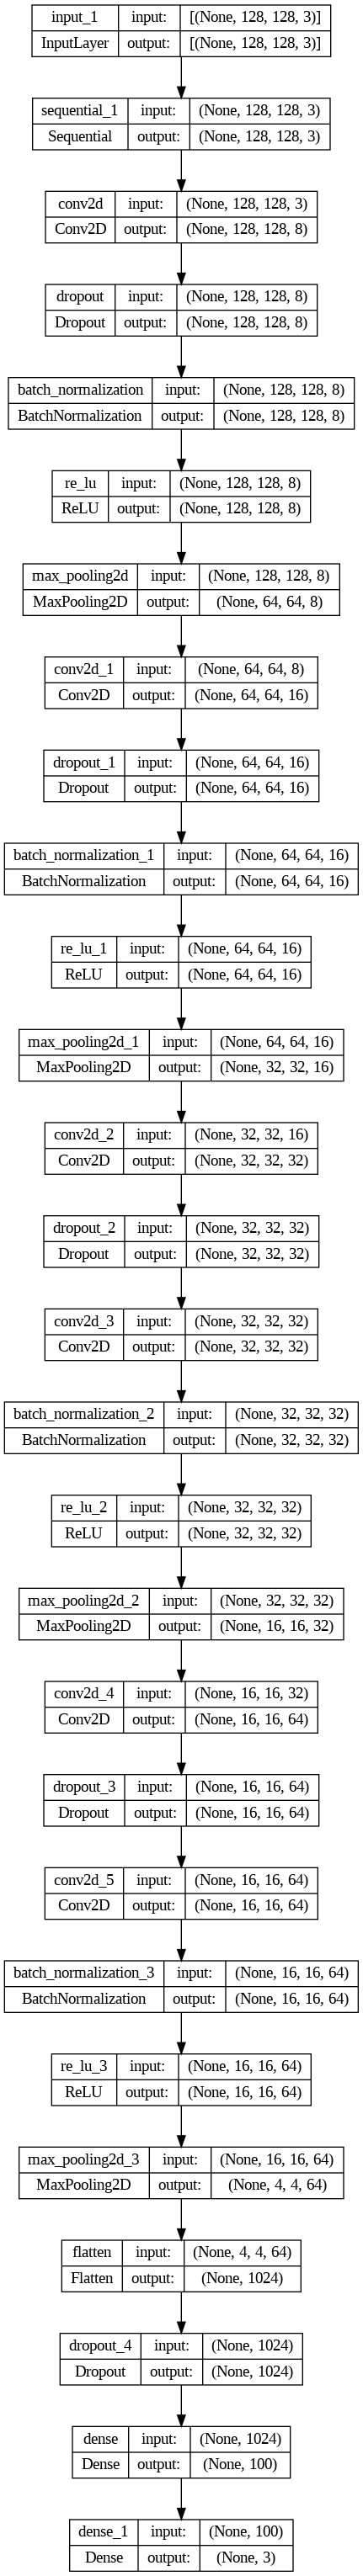 input_1 input: [(None, 128, 128, 3)]
InputLayer output: [(None, 128, 128, 3)]
sequential_1 input: (None, 128, 128, 3)
Sequential output: (None, 128, 128, 3)
conv2d input: (None, 128, 128, 3)
Conv2D output: (None, 128, 128, 8)
dropout input: (None, 128, 128, 8)
Dropout output: (None, 128, 128, 8)
batch_normalization input: (None, 128, 128, 8)
BatchNormalization output: (None, 128, 128, 8)
re_lu input: (None, 128, 128, 8)
ReLU output: (None, 128, 128, 8)
max_pooling2d input: (None, 128, 128, 8)
MaxPooling2D output: (None, 64, 64, 8)
conv2d_1 input: (None, 64, 64, 8)
Conv2D output: (None, 64, 64, 16)
dropout_1 input: (None, 64, 64, 16)
Dropout output: (None, 64, 64, 16)
batch_normalization_1 input: (None, 64, 64, 16)
BatchNormalization output: (None, 64, 64, 16)
re_lu_1 input: (None, 64, 64, 16)
ReLU output: (None, 64, 64, 16)
max_pooling2d_1 input: (None, 64, 64, 16)
MaxPooling2D output: (None, 32, 32, 16)
conv2d_2 input: (None, 32, 32, 16)
Conv2D output: (None, 32, 32, 32)
dropout_2 input: (None, 32, 32, 32)
Dropout output: (None, 32, 32, 32)
conv2d_3 input: (None, 32, 32, 32)
Conv2D output: (None, 32, 32, 32)
batch_normalization_2 input: (None, 32, 32, 32)
BatchNormalization output: (None, 32, 32, 32)
re_lu_2 input: (None, 32, 32, 32)
ReLU output: (None, 32, 32, 32)
max_pooling2d_2 input: (None, 32, 32, 32)
MaxPooling2D output: (None, 16, 16, 32)
conv2d_4 input: (None, 16, 16, 32)
Conv2D output: (None, 16, 16, 64)
dropout_3 input: (None, 16, 16, 64)
Dropout output: (None, 16, 16, 64)
conv2d_5 input: (None, 16, 16, 64)
Conv2D output: (None, 16, 16, 64)
batch_normalization_3 input: (None, 16, 16, 64)
BatchNormalization output: (None, 16, 16, 64)
re_lu_3 input: (None, 16, 16, 64)
ReLU output: (None, 16, 16, 64)
max_pooling2d_3 input: (None, 16, 16, 64)
MaxPooling2D output: (None, 4, 4, 64)
flatten input: (None, 4, 4, 64)
Flatten output: (None, 1024)
dropout_4 input: (None, 1024)
Dropout output: (None, 1024)
dense input: (None, 1024)
Dense output: (None, 100)
dense_1 input: (None, 100)
Dense output: (None, 3)